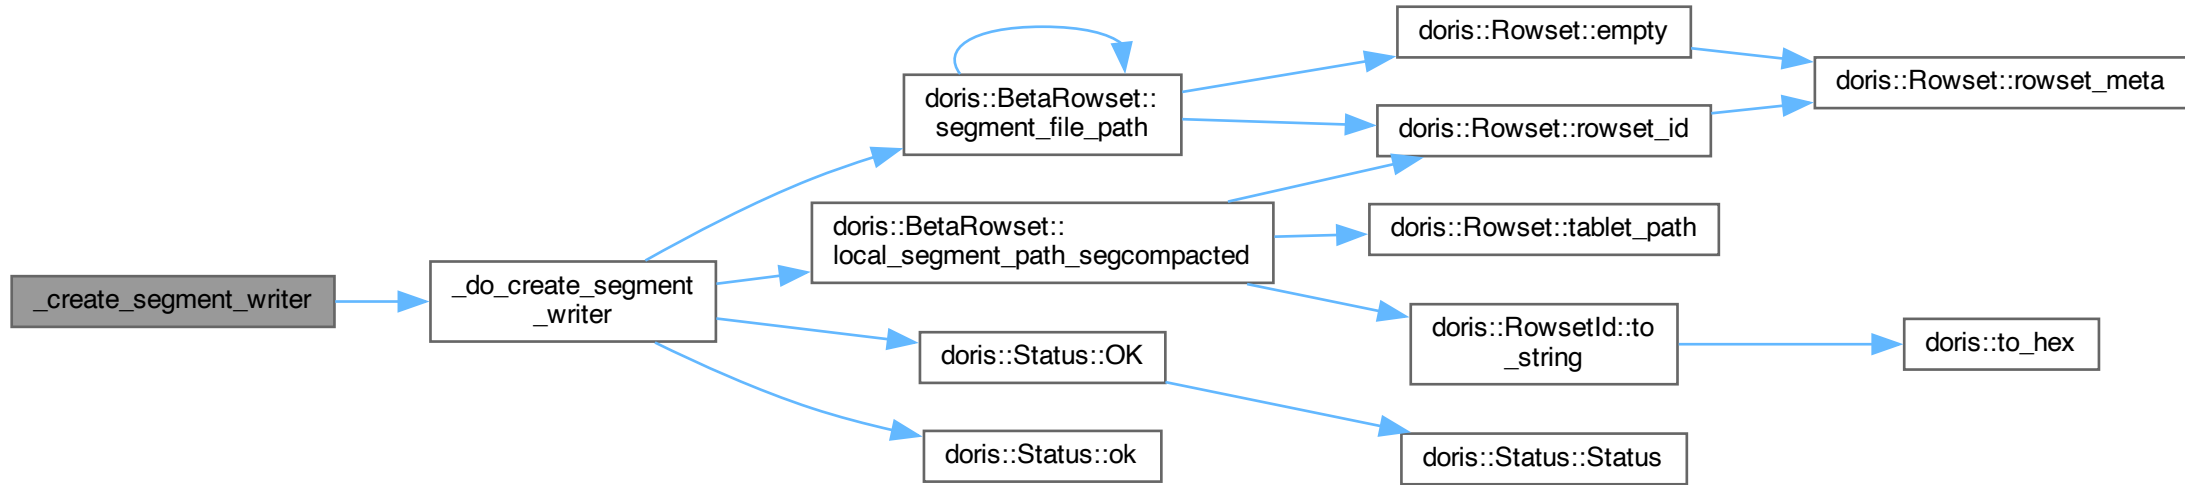 _create_segment_writer
_do_create_segment
_writer
doris::BetaRowset::
segment_file_path
doris::BetaRowset::
local_segment_path_segcompacted
doris::Status::OK
doris::Status::ok
doris::Rowset::empty
doris::Rowset::rowset_id
doris::Rowset::tablet_path
doris::RowsetId::to
_string
doris::Status::Status
doris::Rowset::rowset_meta
doris::to_hex